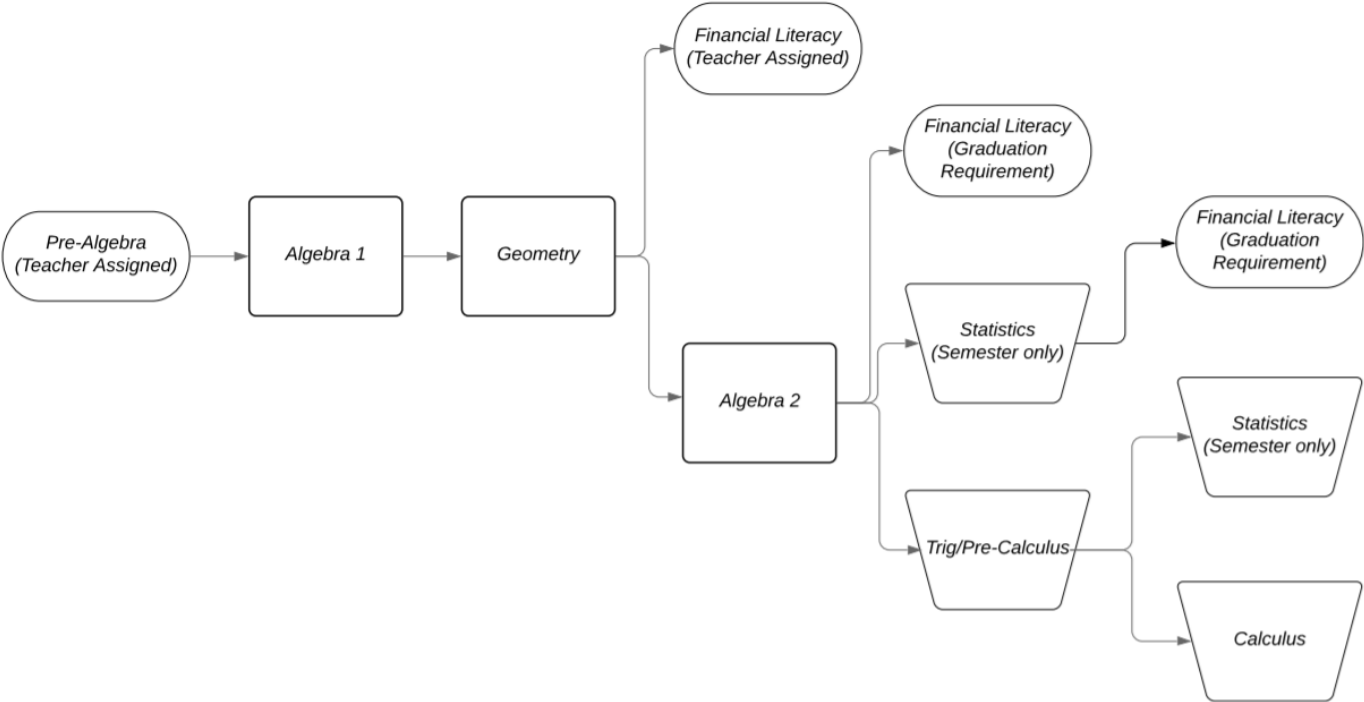 Financial Literacy
(Teacher Assigned)
Financial Literacy
(Graduation
Requirement)
Pre-Algebra
(Teacher Assigned)
Algebra 1
Geometry
Financial Literacy
(Graduation
Requirement)
Statistics
(Semester only)
Algebra 2
Statistics
(Semester only)
Trig/Pre-Calculus
Calculus